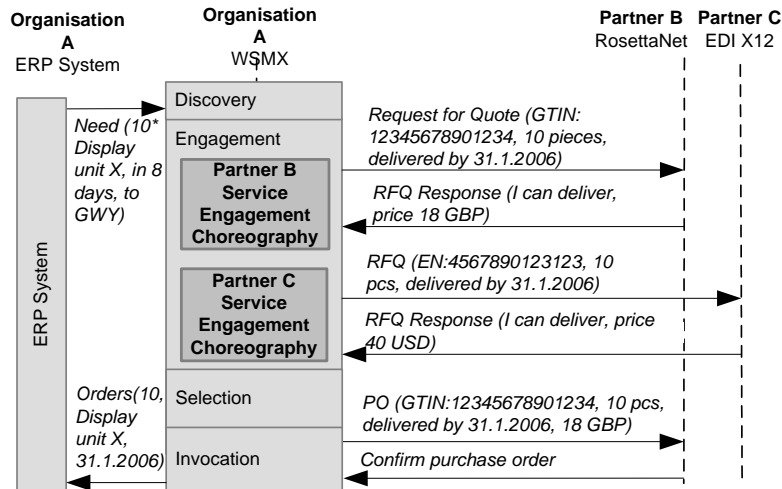 Organisation
A
ERP System
Organisation
A
WSMX
Partner B
RosettaNet
Partner C
EDI X12
ERP System
Need (10*
Display
unit X, in 8
days, to
GWY)
Discovery
Engagement
Partner B
Service
Engagement
Choreography
Request for Quote (GTIN:
12345678901234, 10 pieces,
delivered by 31.1.2006)
RFQ Response (I can deliver,
price 18 GBP)
Partner C
Service
Engagement
Choreography
RFQ (EN:4567890123123, 10
pcs, delivered by 31.1.2006)
RFQ Response (I can deliver, price
40 USD)
Orders(10,
Display
unit X,
31.1.2006)
Selection
PO (GTIN:12345678901234, 10 pcs,
delivered by 31.1.2006, 18 GBP)
Invocation
Confirm purchase order